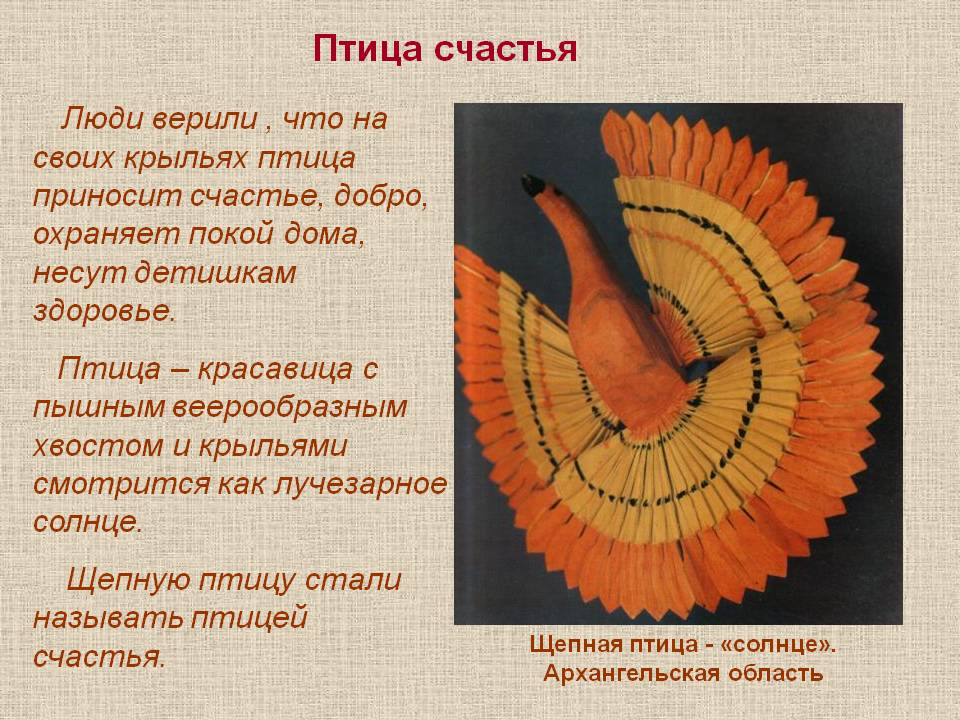 Птица счастья
Люди верили , что на
своих крыльях птица
приносит счастье, добро,
охраняет покой дома,
несут детишкам
здоровье.
Птица – красавица с
пышным веерообразным
хвостом и крыльями
смотрится как лучезарное
солнце.
Щепную птицу стали
называть птицей
счастья.
Щепная птица - «солнце».
Архангельская область